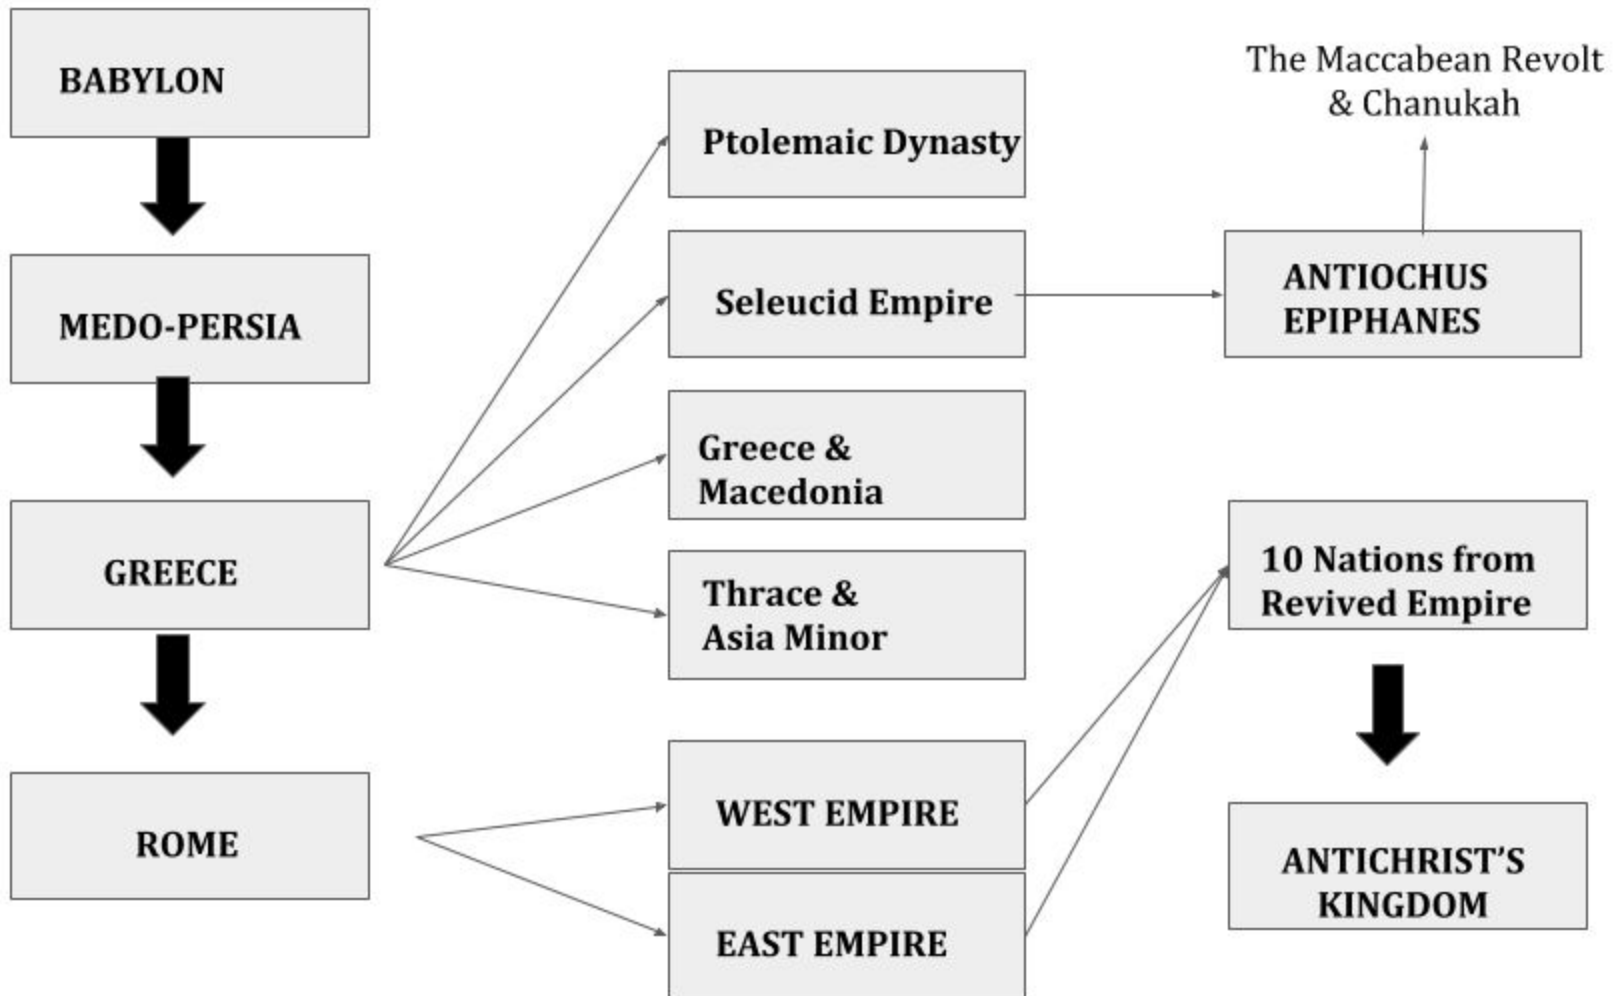 BABYLON
MEDO-PERSIA
GREECE
ROME
Ptolemaic Dynasty
Seleucid Empire
Greece &
Macedonia
Thrace &
Asia Minor
WEST EMPIRE
EAST EMPIRE
The Maccabean Revolt
& Chanukah
ANTIOCHUS
EPIPHANES
10 Nations from
Revived Empire
ANTICHRIST’S
KINGDOM